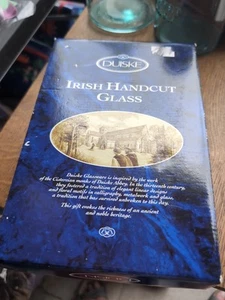 DUISKE
IRISH HANDCUT
GLASS
Duiske Glassware is inspired by the work
of the Cistercian monks of Duiske Abbey. In the thirteenth century,
they fostered a tradition of elegant linear designs
and floral motifs in calligraphy, metalwork and glass,
a tradition that has survived unbroken to this day.
This gift evokes the richness of an ancient
and noble heritage.